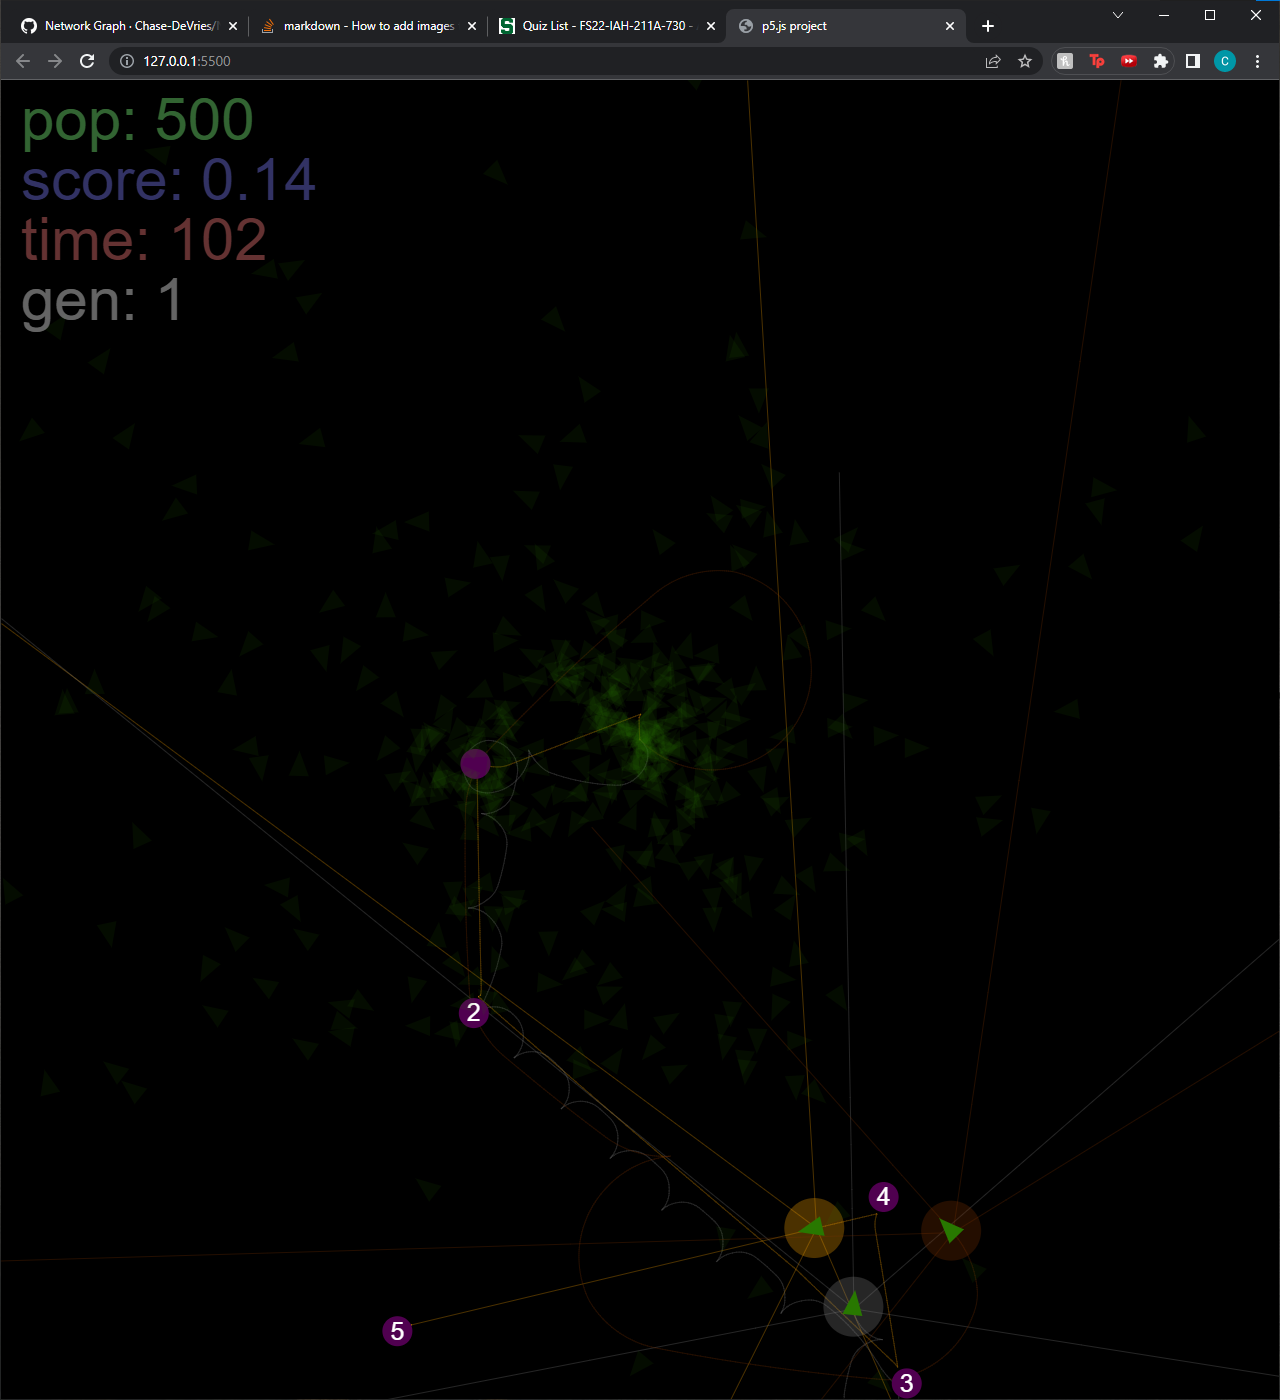 Network Graph · Chase-DeVries/
markdown - How to add images
Quiz List - FS22-IAH-211A-730 -
p5.js project
127.0.0.1:5500
Tp
C
pop: 500
score: 0.14
time: 102
gen: 1
2
4
5
3